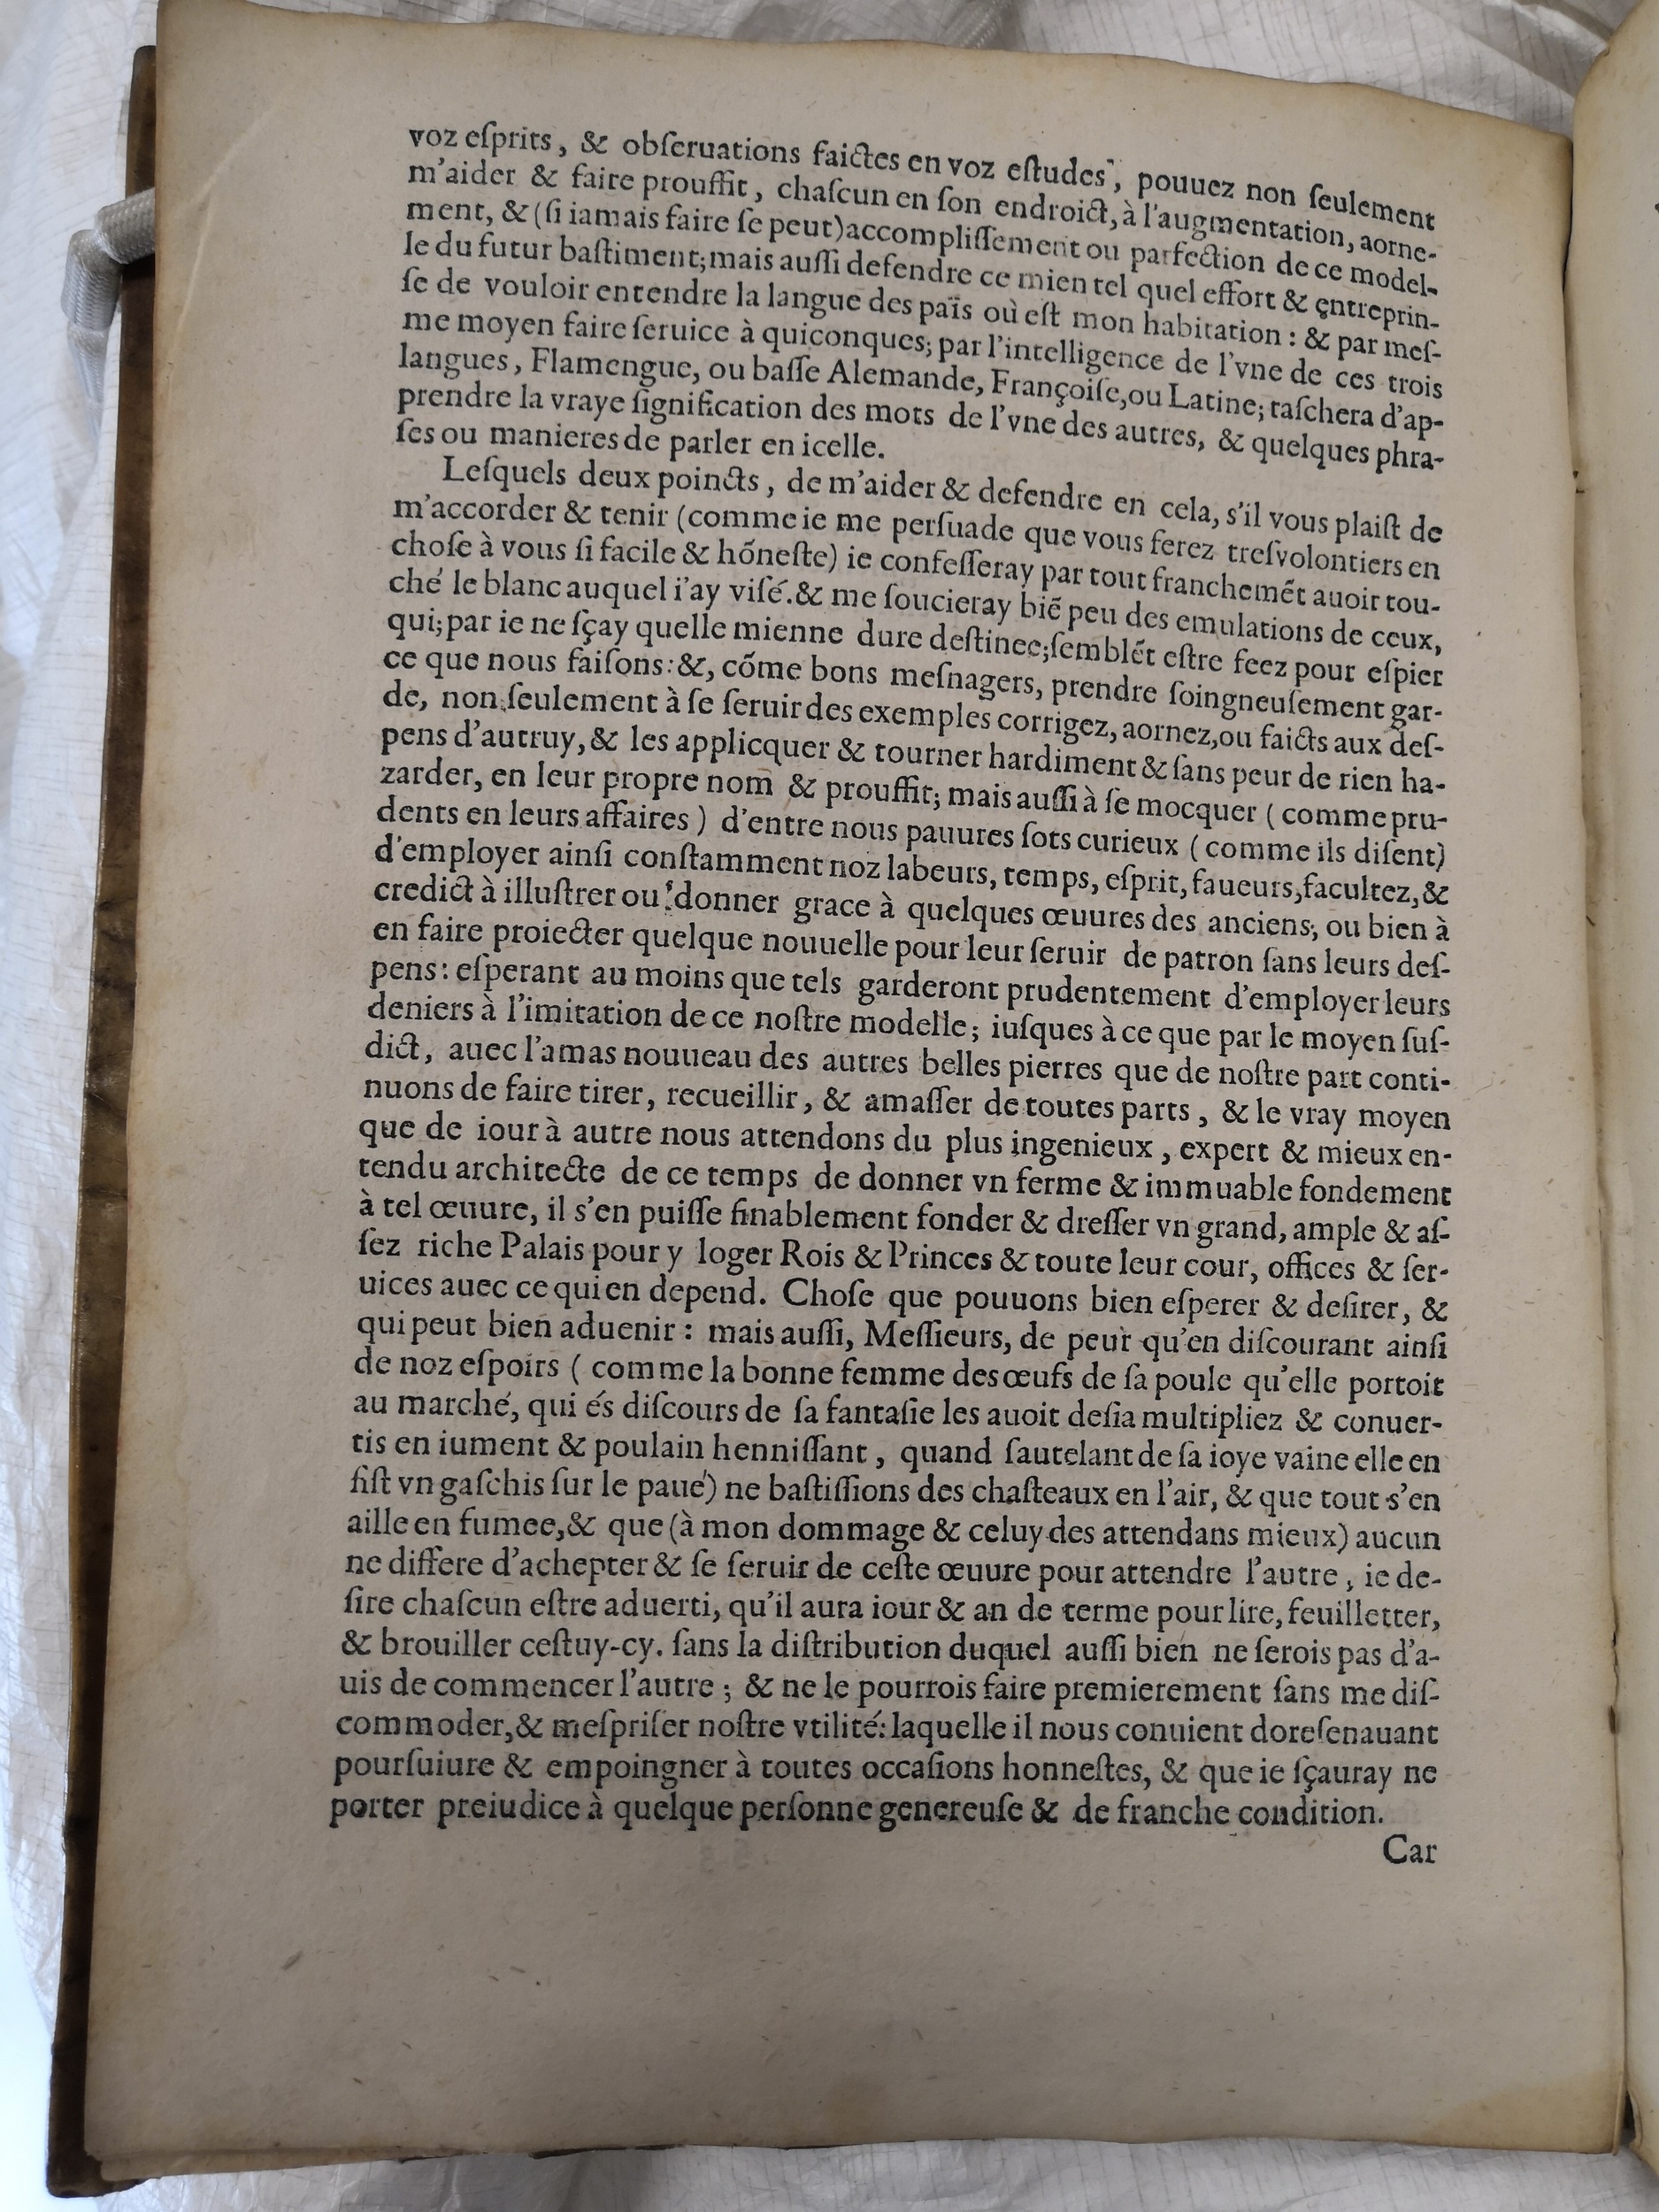 voz eſprits, & obſeruations faictes en voz eſtudes, pouuez non ſeulement
m'aider & faire prouffit, chaſcun en ſon endroict, à l'augmentation, aorne-
ment, & (ſi iamais faire ſe peut) accompliſſement ou parfection de ce model-
le du futur baſtiment; mais auſſi defendre ce mien tel quel effort & entreprin-
ſe de vouloir entendre la langue des païs où eſt mon habitation : & par meſ-
me moyen faire ſeruice à quiconques; par l'intelligence de l'vne de ces trois
langues, Flamengue, ou baſſe Alemande, Françoiſe, ou Latine; taſchera d'ap-
prendre la vraye ſignification des mots de l'vne des autres, & quelques phra-
ſes ou manieres de parler en icelle.
Leſquels deux poincts, de m'aider & defendre en cela, s'il vous plaiſt de
m'accorder & tenir (comme ie me perſuade que vous ferez treſvolontiers en
choſe à vous ſi facile & hõneſte) ie confeſſeray par tout franchemẽt auoir tou-
ché le blanc auquel i'ay viſé. & me ſoucieray biẽ peu des emulations de ceux,
qui; par ie ne ſçay quelle mienne dure deſtinee; ſemblẽt eſtre feez pour eſpier
ce que nous faiſons: &, cõme bons meſnagers, prendre ſoingneuſement gar-
de, non ſeulement à ſe ſeruir des exemples corrigez, aornez, ou faicts aux deſ-
pens d'autruy, & les applicquer & tourner hardiment & ſans peur de rien ha-
zarder, en leur propre nom & prouffit; mais auſſi à ſe mocquer ( comme pru-
dents en leurs affaires ) d'entre nous pauures ſots curieux ( comme ils diſent)
d'employer ainſi conſtamment noz labeurs, temps, eſprit, faueurs, facultez, &
credict à illuſtrer ou donner grace à quelques œuures des anciens, ou bien à
en faire proiecter quelque nouuelle pour leur ſeruir de patron ſans leurs deſ-
pens: eſperant au moins que tels garderont prudentement d'employer leurs
deniers à l'imitation de ce noſtre modelle; iuſques à ce que par le moyen ſuſ-
dict, auec l'amas nouueau des autres belles pierres que de noſtre part conti-
nuons de faire tirer, recueillir, & amaſſer de toutes parts, & le vray moyen
que de iour à autre nous attendons du plus ingenieux, expert & mieux en-
tendu architecte de ce temps de donner vn ferme & immuable fondement
à tel œuure, il s'en puiſſe finablement fonder & dreſſer vn grand, ample & aſ-
ſez riche Palais pour y loger Rois & Princes & toute leur cour, offices & ſer-
uices auec ce qui en depend. Choſe que pouuons bien eſperer & deſirer, &
qui peut bien aduenir : mais auſſi, Meſſieurs, de peur qu'en diſcourant ainſi
de noz eſpoirs ( comme la bonne femme des œufs de ſa poule qu'elle portoit
au marché, qui és diſcours de ſa fantaſie les auoit deſia multipliez & conuer-
tis en iument & poulain henniſſant, quand ſautelant de ſa ioye vaine elle en
fiſt vn gaſchis ſur le paué) ne baſtiſſions des chaſteaux en l'air, & que tout s'en
aille en fumee, & que (à mon dommage & celuy des attendans mieux) aucun
ne differe d'achepter & ſe ſeruir de ceſte œuure pour attendre l'autre, ie de-
ſire chaſcun eſtre aduerti, qu'il aura iour & an de terme pour lire, feuilletter,
& brouiller ceſtuy-cy. ſans la diſtribution duquel auſſi bien ne ſerois pas d'a-
uis de commencer l'autre ; & ne le pourrois faire premierement ſans me diſ-
commoder, & meſpriſer noſtre vtilité: laquelle il nous conuient doreſenauant
pourſuiure & empoingner à toutes occaſions honneſtes, & que ie ſçauray ne
porter preiudice à quelque perſonne genereuſe & de franche condition.
Car